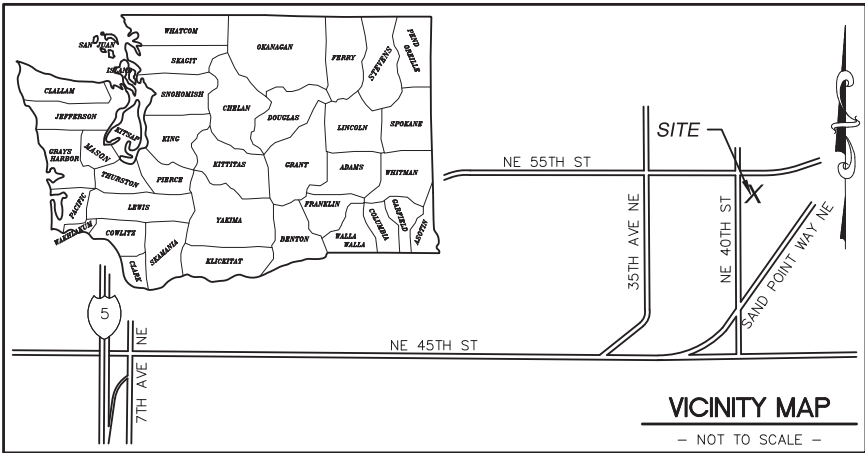 WHATCOM
SAN JUAN
ISLAND
SKAGIT
OKANAGAN
FERRY
STEVENS
PEND OREILLE
CLALLAM
SNOHOMISH
CHELAN
DOUGLAS
JEFFERSON
KITSAP
KING
LINCOLN
SPOKANE
GRAYS
HARBOR
MASON
KITTITAS
GRANT
ADAMS
WHITMAN
THURSTON
PIERCE
PACIFIC
LEWIS
YAKIMA
FRANKLIN
WAHKIAKUM
COWLITZ
SKAMANIA
BENTON
WALLA
WALLA
COLUMBIA
GARFIELD
ASOTIN
CLARK
KLICKITAT
SITE
X
NE 55TH ST
35TH AVE NE
NE 40TH ST
SAND POINT WAY NE
5
NE 45TH ST
7TH AVE NE
VICINITY MAP
– NOT TO SCALE –